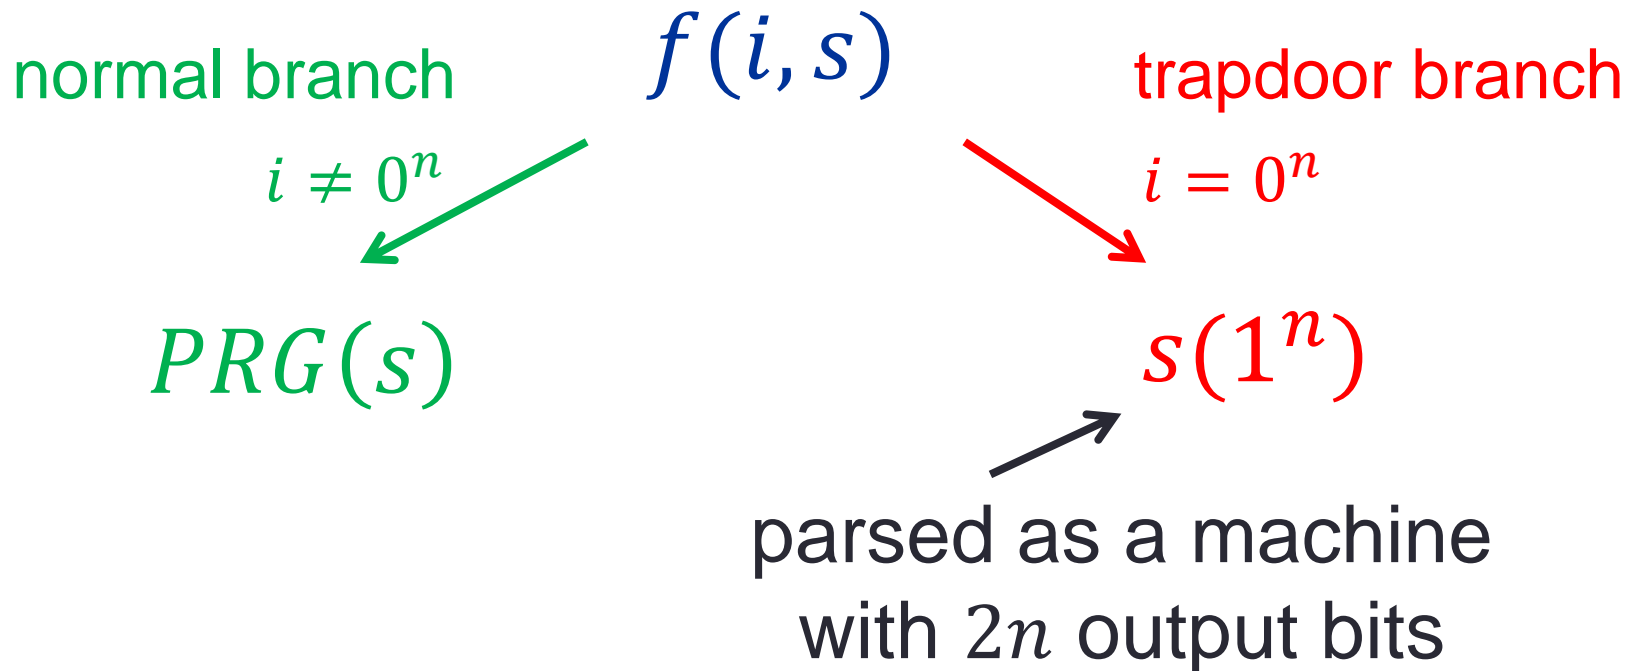 f(i, s)
normal branch
trapdoor branch
i ≠ 0ⁿ
i = 0ⁿ
PRG(s)
s(1ⁿ)
parsed as a machine
with 2n output bits